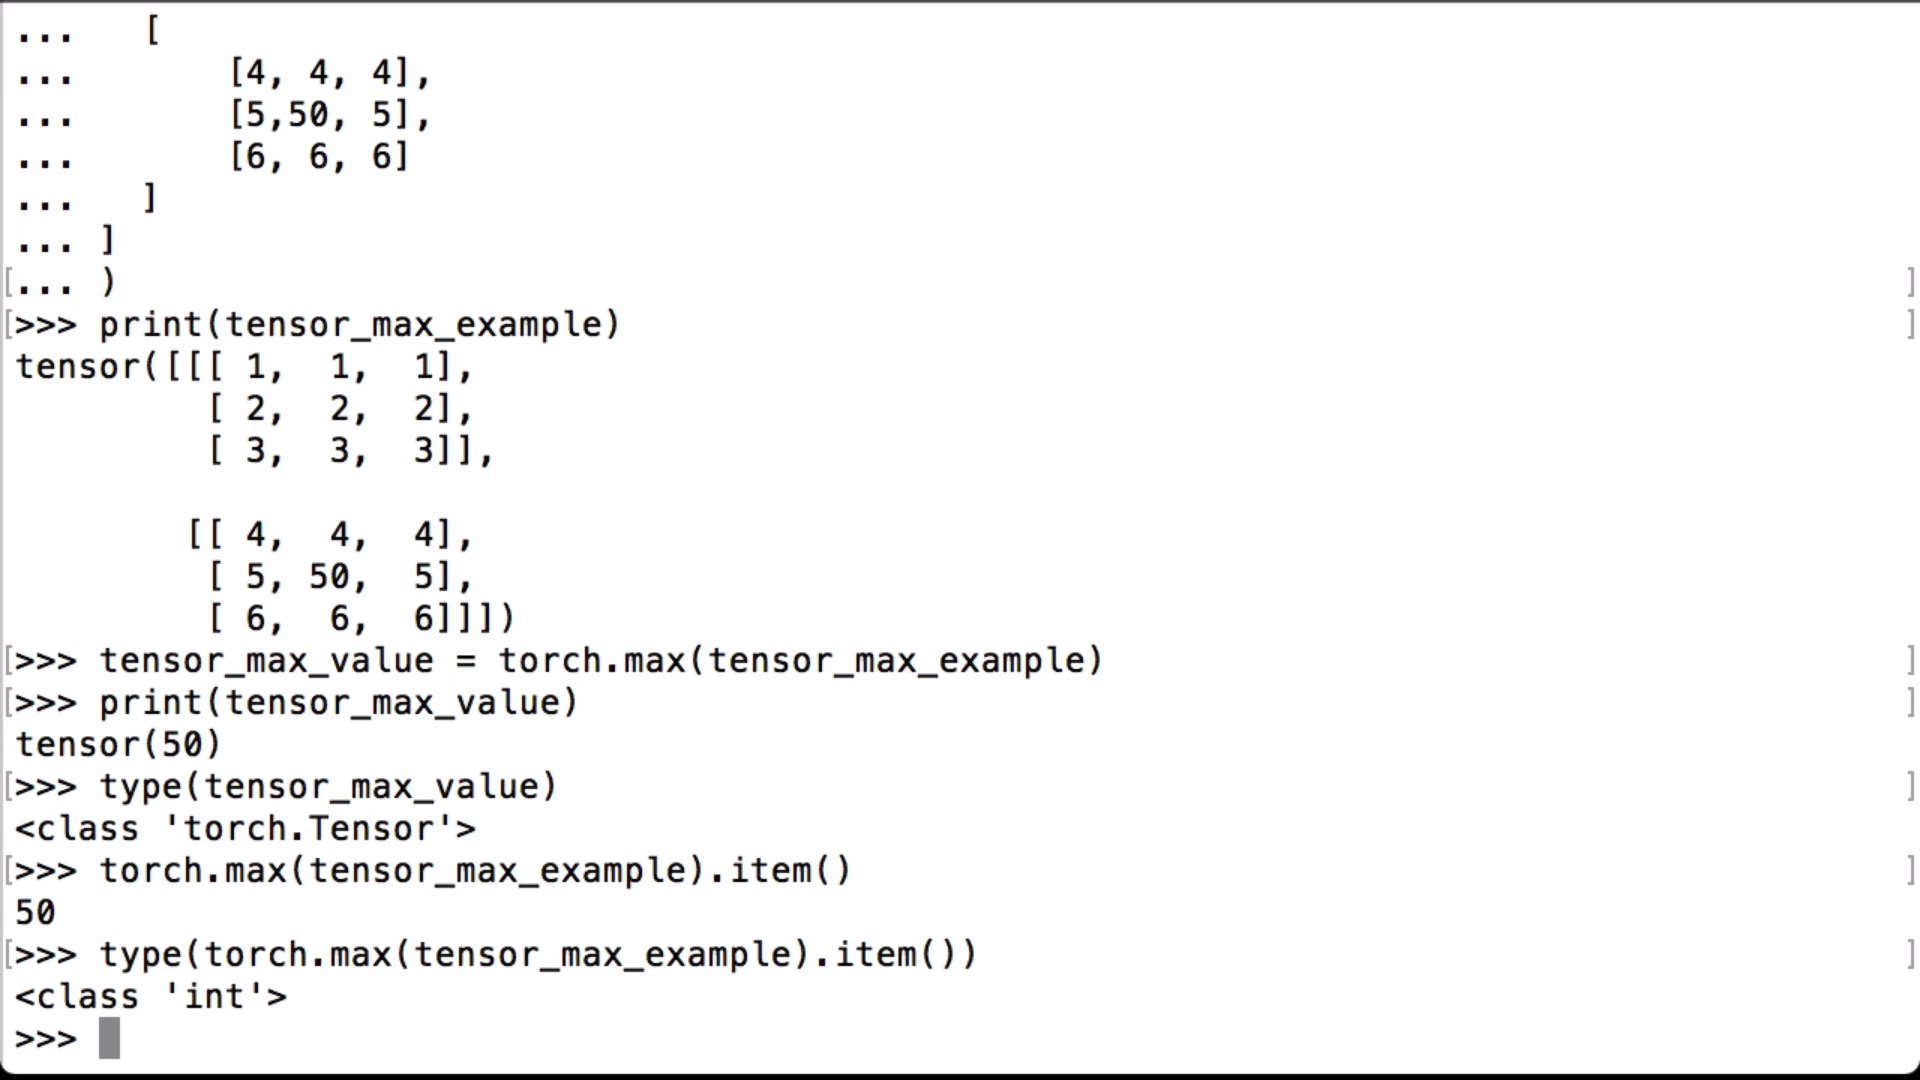 ...   [
...       [4, 4, 4],
...       [5,50, 5],
...       [6, 6, 6]
...   ]
... ]
[... ) ]
[>>> print(tensor_max_example) ]
tensor([[[ 1,  1,  1],
         [ 2,  2,  2],
         [ 3,  3,  3]],
        [[ 4,  4,  4],
         [ 5, 50,  5],
         [ 6,  6,  6]]])
[>>> tensor_max_value = torch.max(tensor_max_example) ]
[>>> print(tensor_max_value) ]
tensor(50)
[>>> type(tensor_max_value) ]
<class 'torch.Tensor'>
[>>> torch.max(tensor_max_example).item() ]
50
[>>> type(torch.max(tensor_max_example).item()) ]
<class 'int'>
>>>